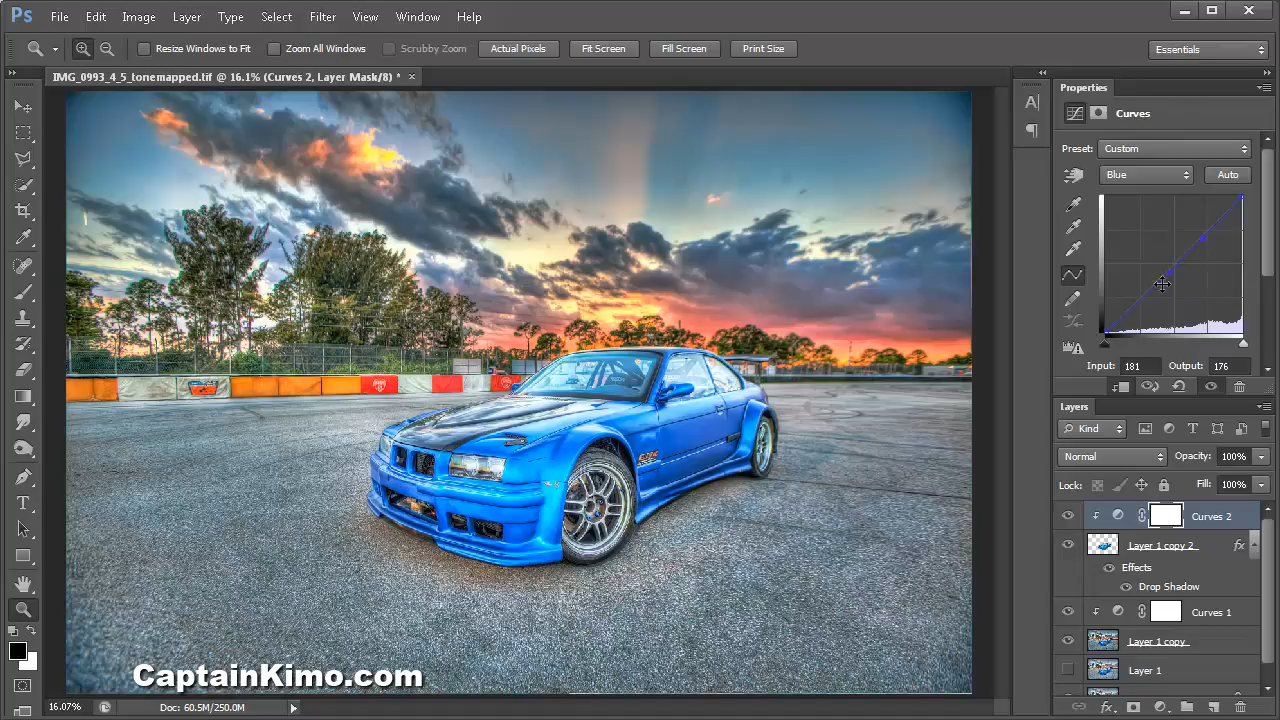 Ps File Edit Image Layer Type Select Filter View Window Help
Resize Windows to Fit Zoom All Windows Scrubby Zoom Actual Pixels Fit Screen Fill Screen Print Size Essentials
IMG_0993_4_5_tonemapped.tif @ 16.1% (Curves 2, Layer Mask/8) *
Properties
Curves
Preset: Custom
Blue Auto
Input: 181 Output: 176
Layers
Kind
Normal Opacity: 100%
Lock: Fill: 100%
Curves 2
Layer 1 copy 2 fx
Effects
Drop Shadow
Curves 1
Layer 1 copy
Layer 1
CaptainKimo.com
16.07% Doc: 60.5M/250.0M